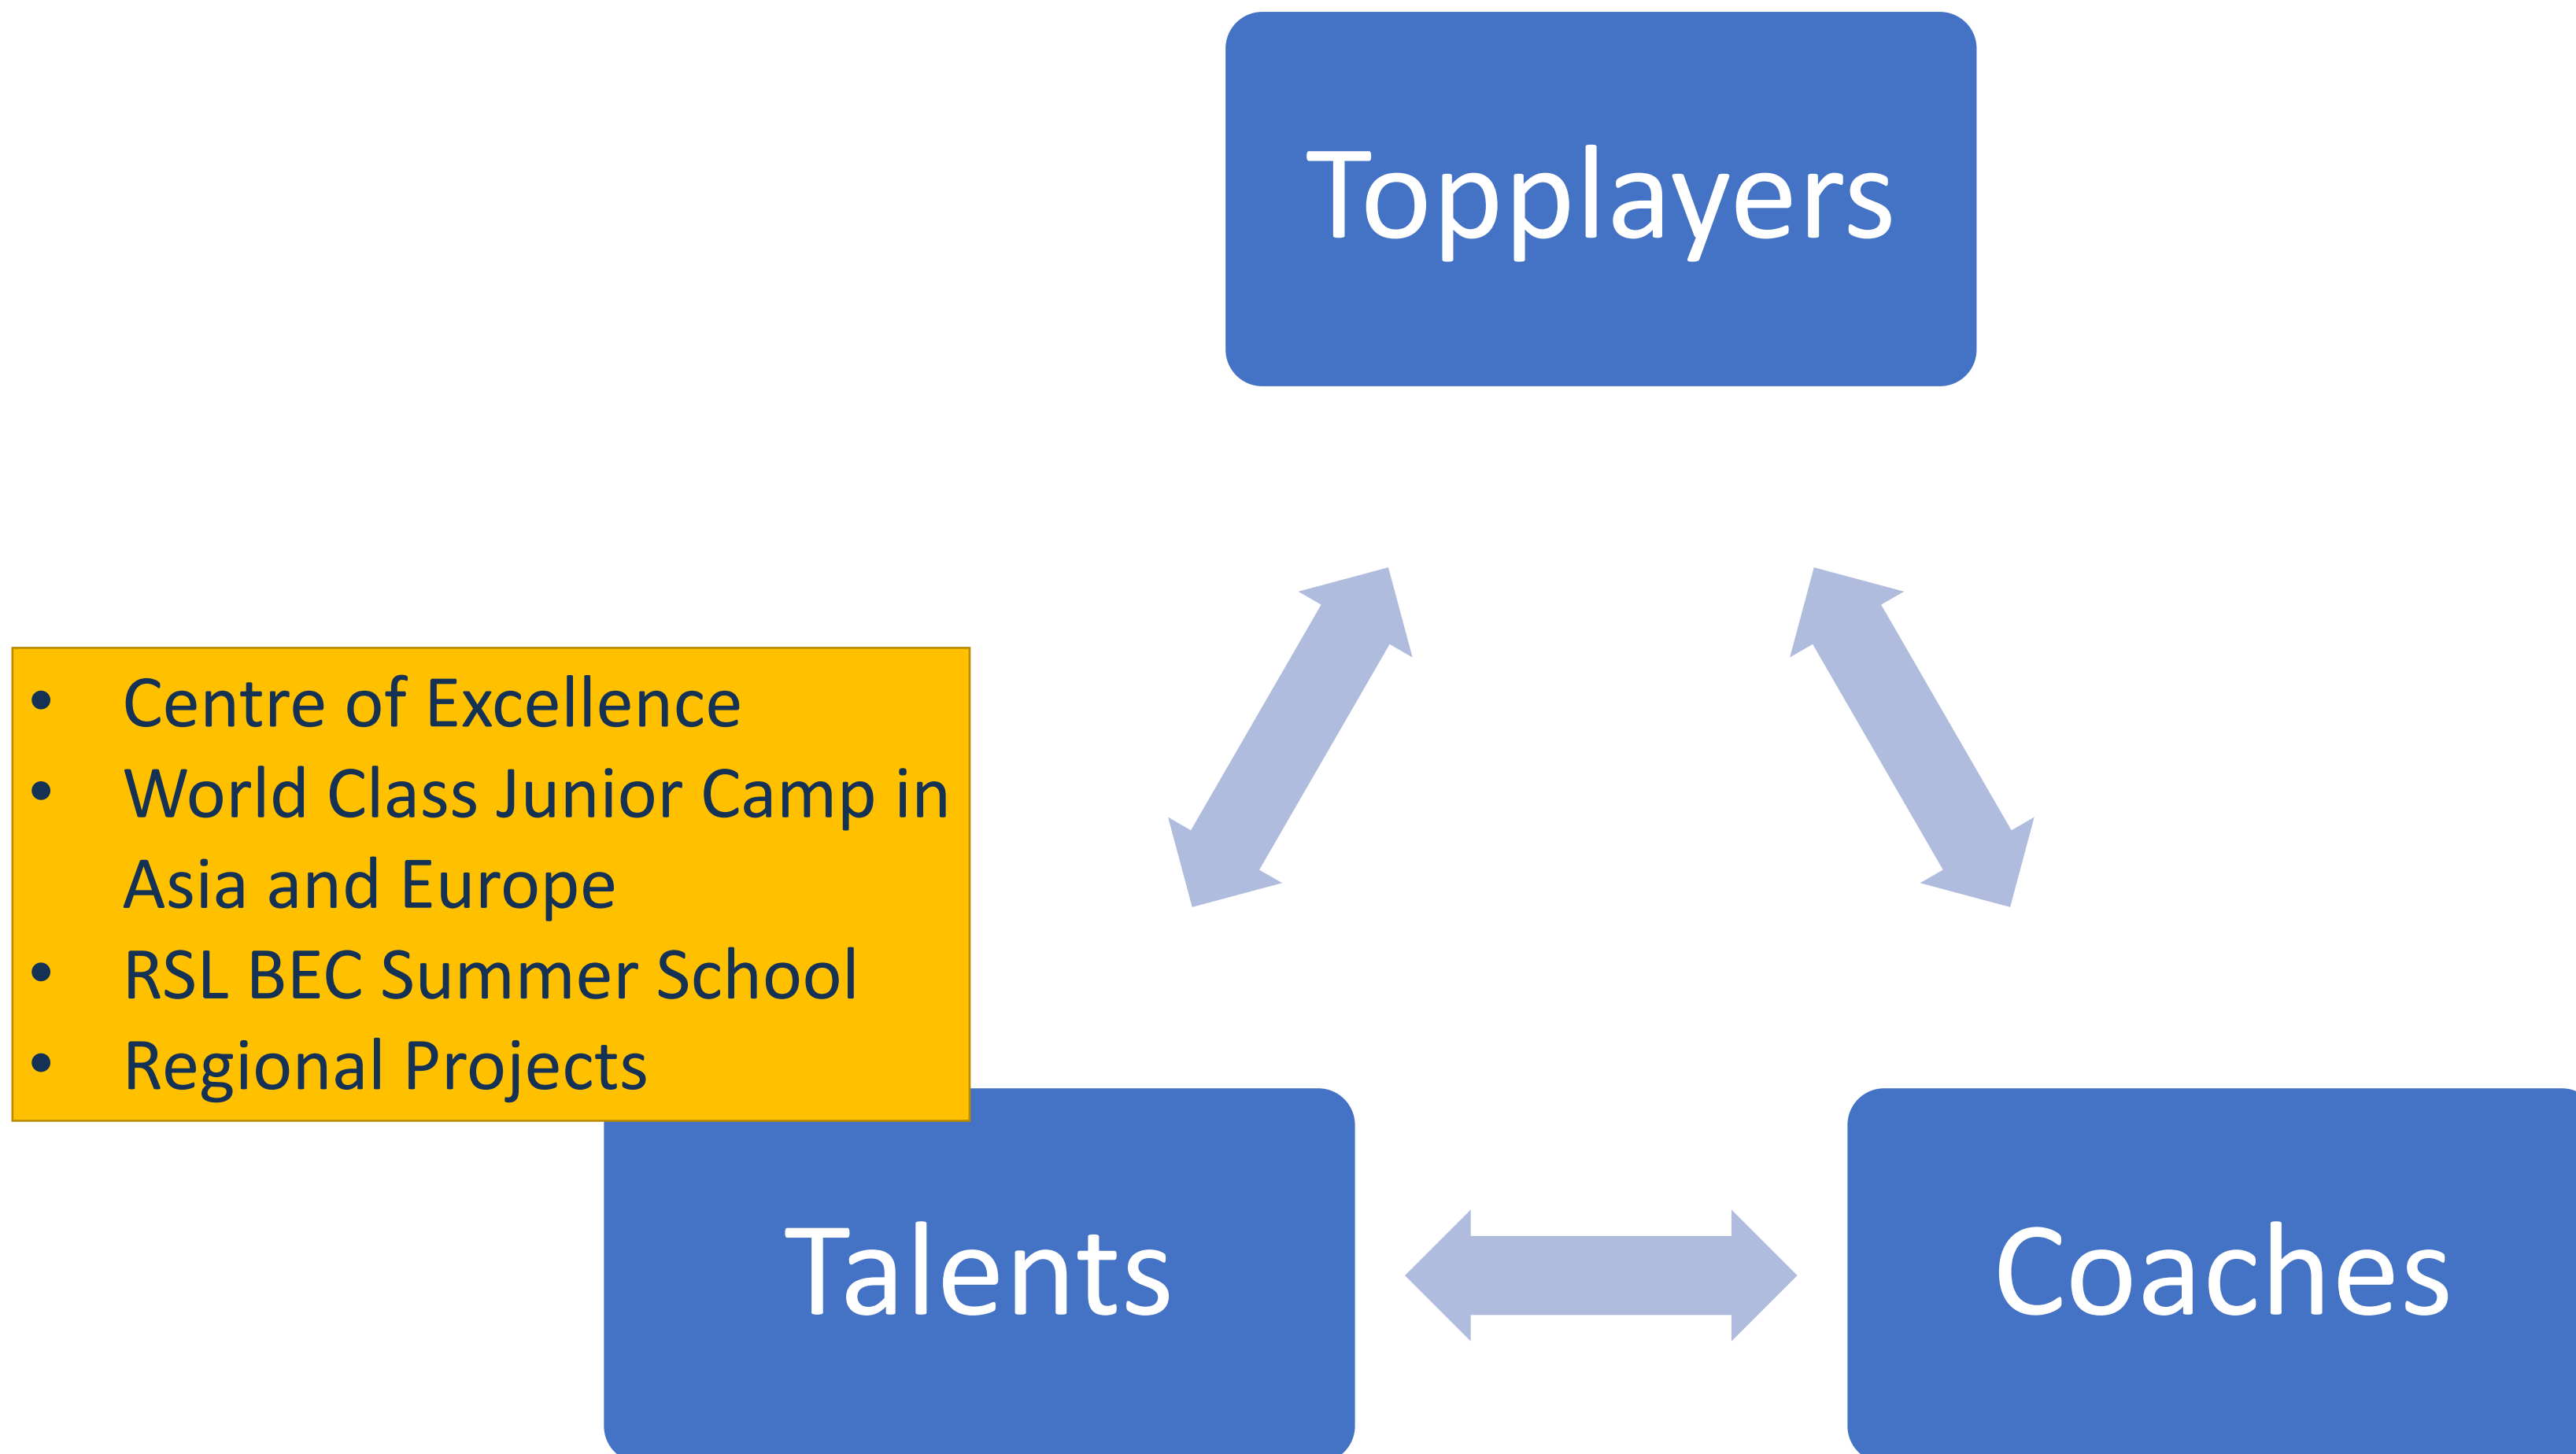 Topplayers
• Centre of Excellence
• World Class Junior Camp in
Asia and Europe
• RSL BEC Summer School
• Regional Projects
Talents
Coaches